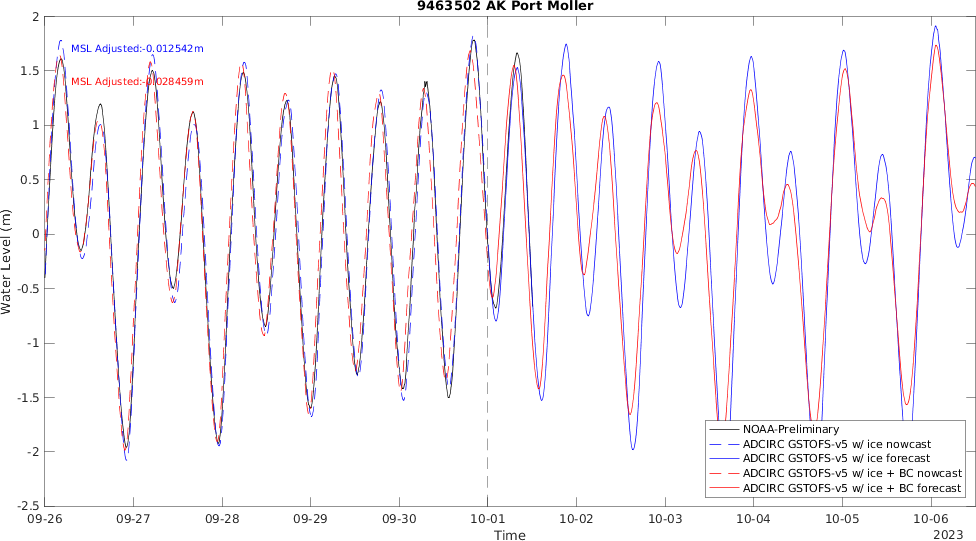 9463502 AK Port Moller
MSL Adjusted:-0.012542m
MSL Adjusted:-0.028459m
Water Level (m)
2
1.5
1
0.5
0
-0.5
-1
-1.5
-2
-2.5
NOAA-Preliminary
ADCIRC GSTOFS-v5 w/ ice nowcast
ADCIRC GSTOFS-v5 w/ ice forecast
ADCIRC GSTOFS-v5 w/ ice + BC nowcast
ADCIRC GSTOFS-v5 w/ ice + BC forecast
09-26 09-27 09-28 09-29 09-30 10-01 10-02 10-03 10-04 10-05 10-06
Time
2023